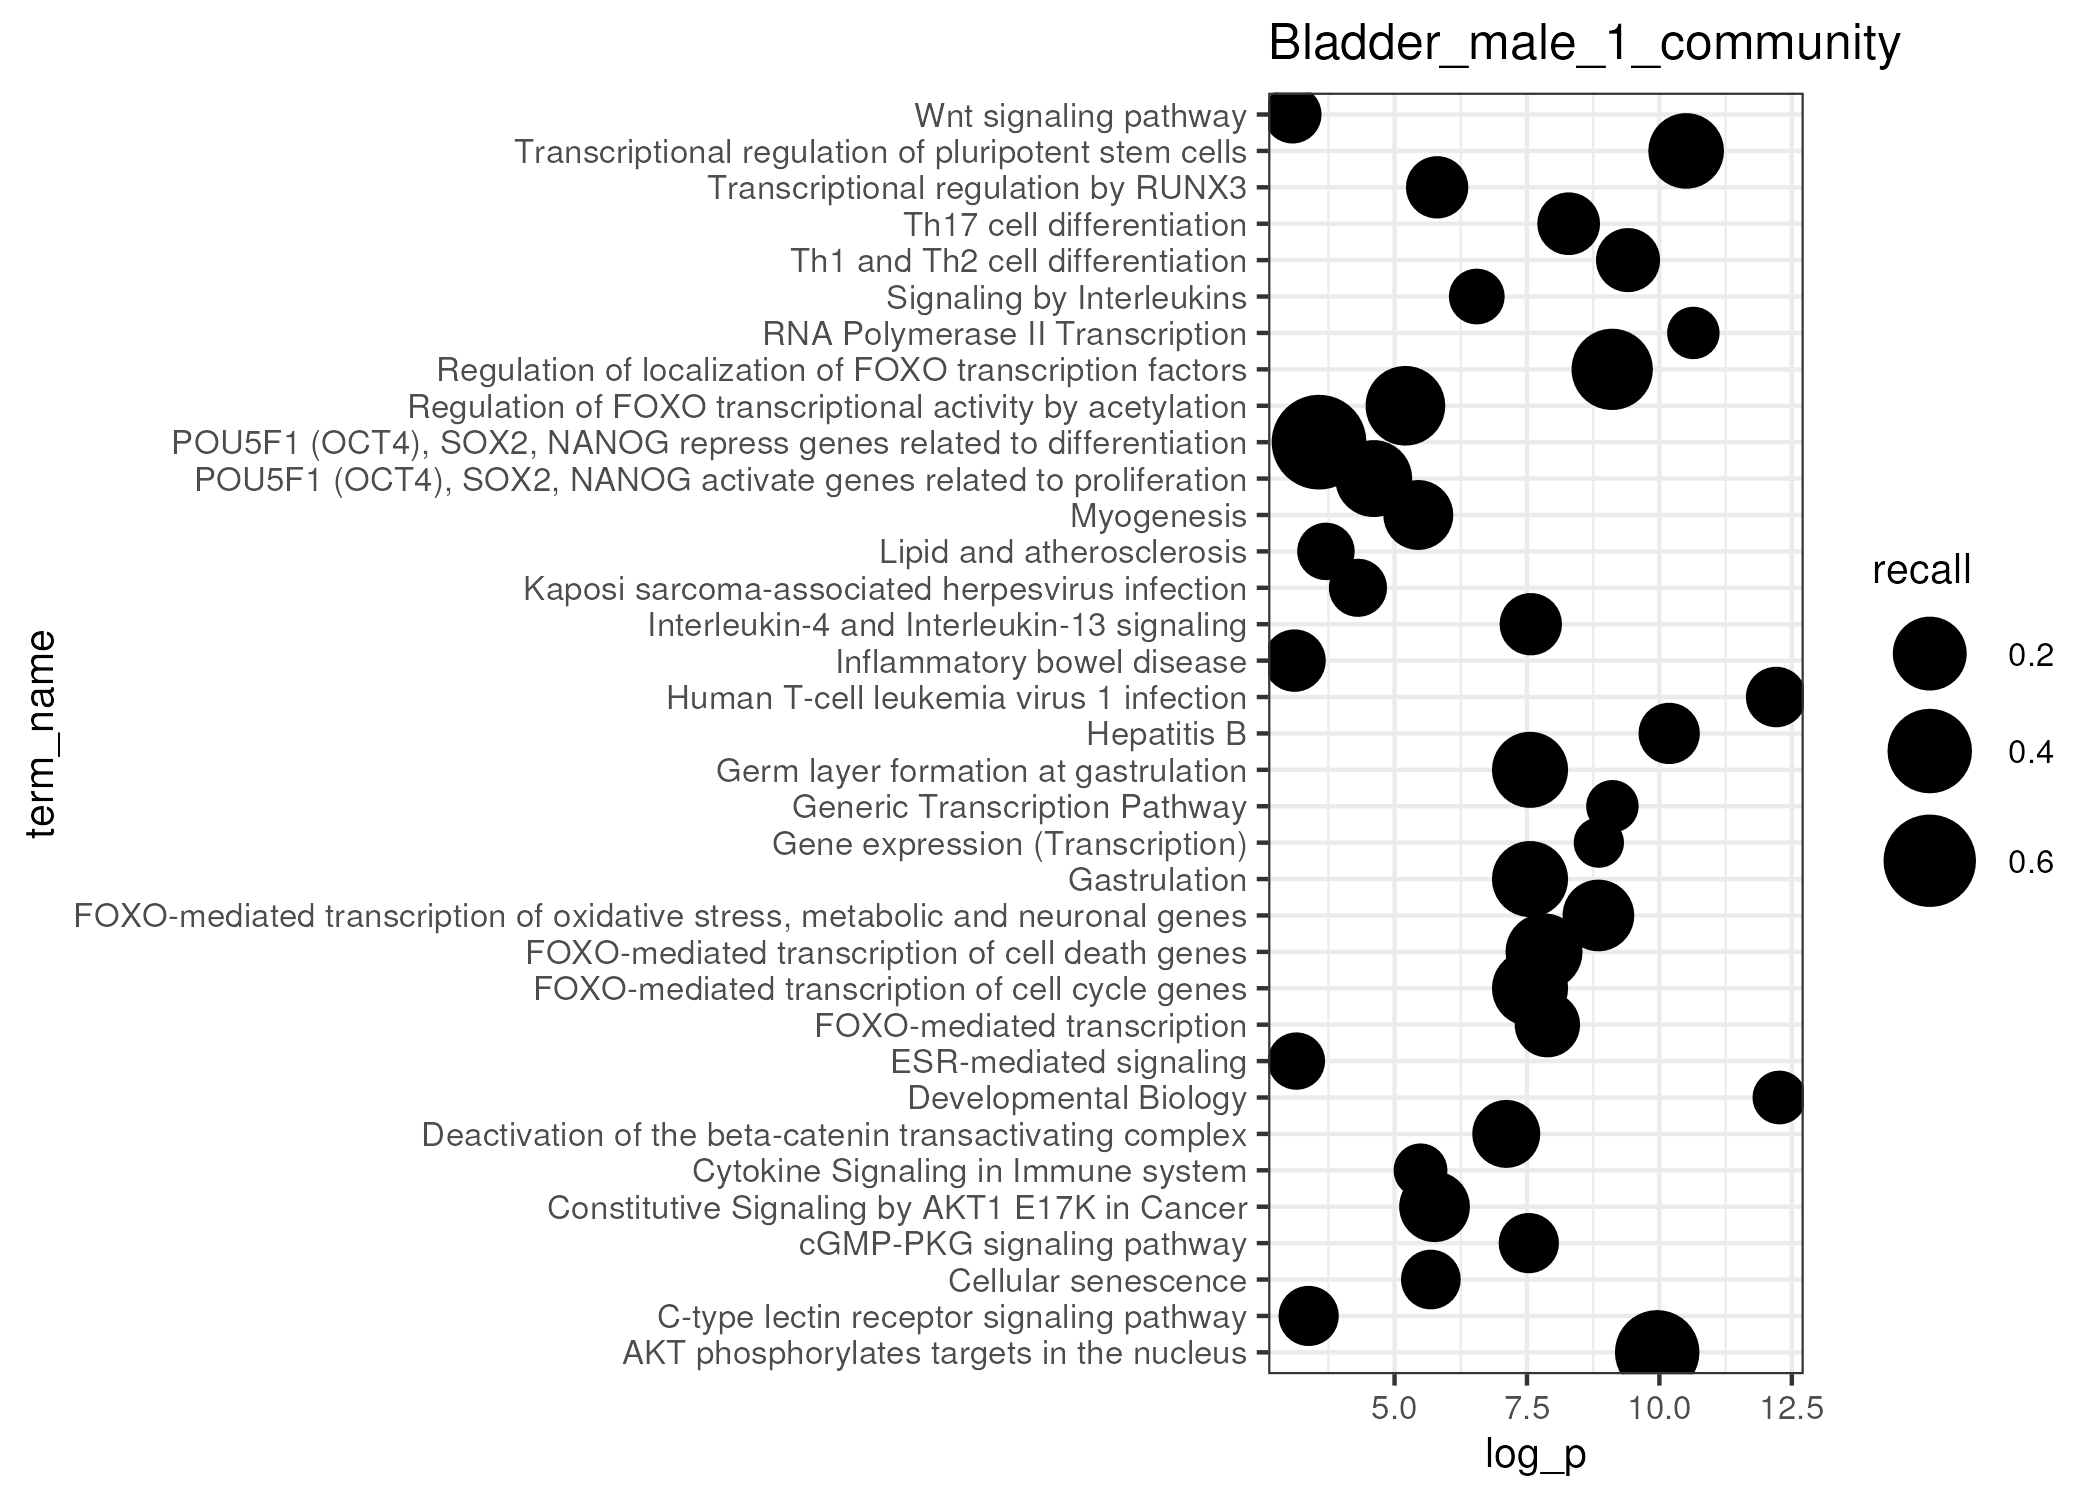 Bladder_male_1_community
term_name
Wnt signaling pathway
Transcriptional regulation of pluripotent stem cells
Transcriptional regulation by RUNX3
Th17 cell differentiation
Th1 and Th2 cell differentiation
Signaling by Interleukins
RNA Polymerase II Transcription
Regulation of localization of FOXO transcription factors
Regulation of FOXO transcriptional activity by acetylation
POU5F1 (OCT4), SOX2, NANOG repress genes related to differentiation
POU5F1 (OCT4), SOX2, NANOG activate genes related to proliferation
Myogenesis
Lipid and atherosclerosis
Kaposi sarcoma-associated herpesvirus infection
Interleukin-4 and Interleukin-13 signaling
Inflammatory bowel disease
Human T-cell leukemia virus 1 infection
Hepatitis B
Germ layer formation at gastrulation
Generic Transcription Pathway
Gene expression (Transcription)
Gastrulation
FOXO-mediated transcription of oxidative stress, metabolic and neuronal genes
FOXO-mediated transcription of cell death genes
FOXO-mediated transcription of cell cycle genes
FOXO-mediated transcription
ESR-mediated signaling
Developmental Biology
Deactivation of the beta-catenin transactivating complex
Cytokine Signaling in Immune system
Constitutive Signaling by AKT1 E17K in Cancer
cGMP-PKG signaling pathway
Cellular senescence
C-type lectin receptor signaling pathway
AKT phosphorylates targets in the nucleus
5.0 7.5 10.0 12.5
log_p
recall
0.2
0.4
0.6